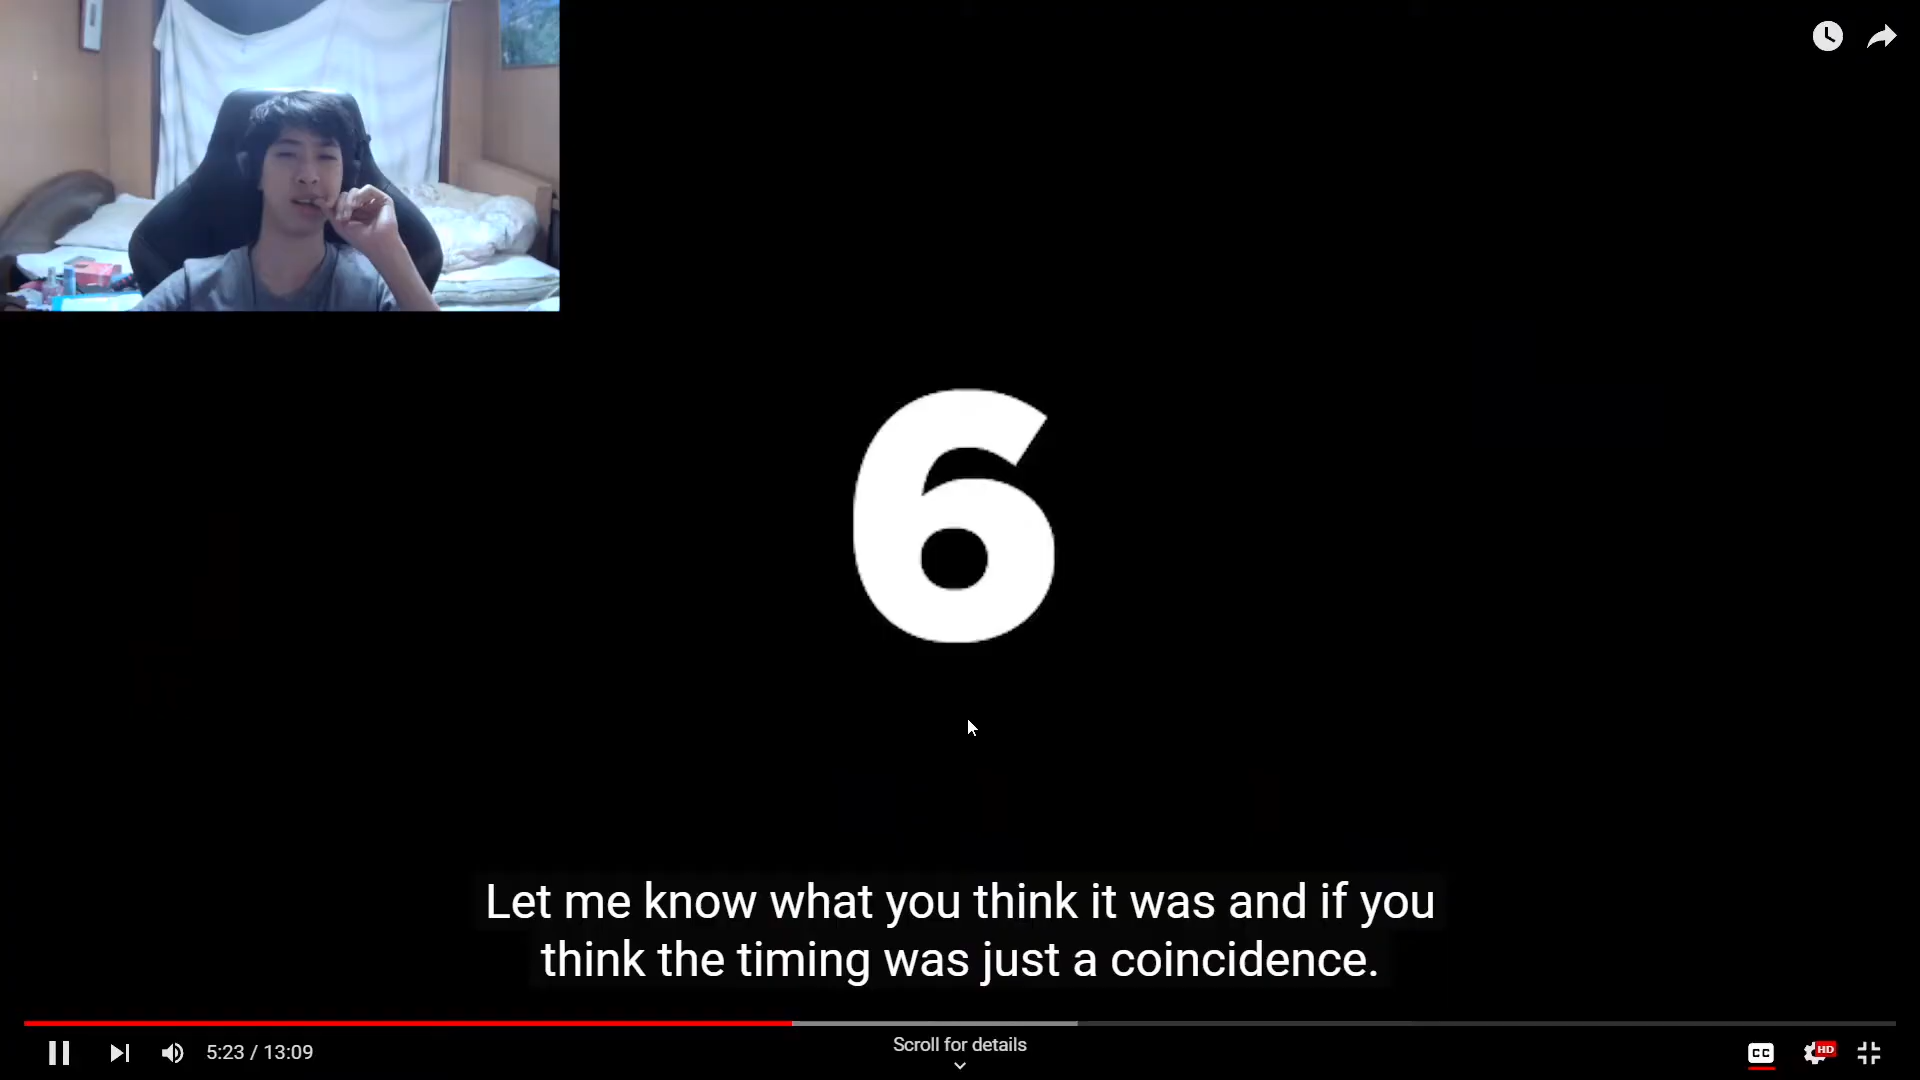 6
Let me know what you think it was and if you
think the timing was just a coincidence.
Scroll for details
5:23 / 13:09
CC
HD